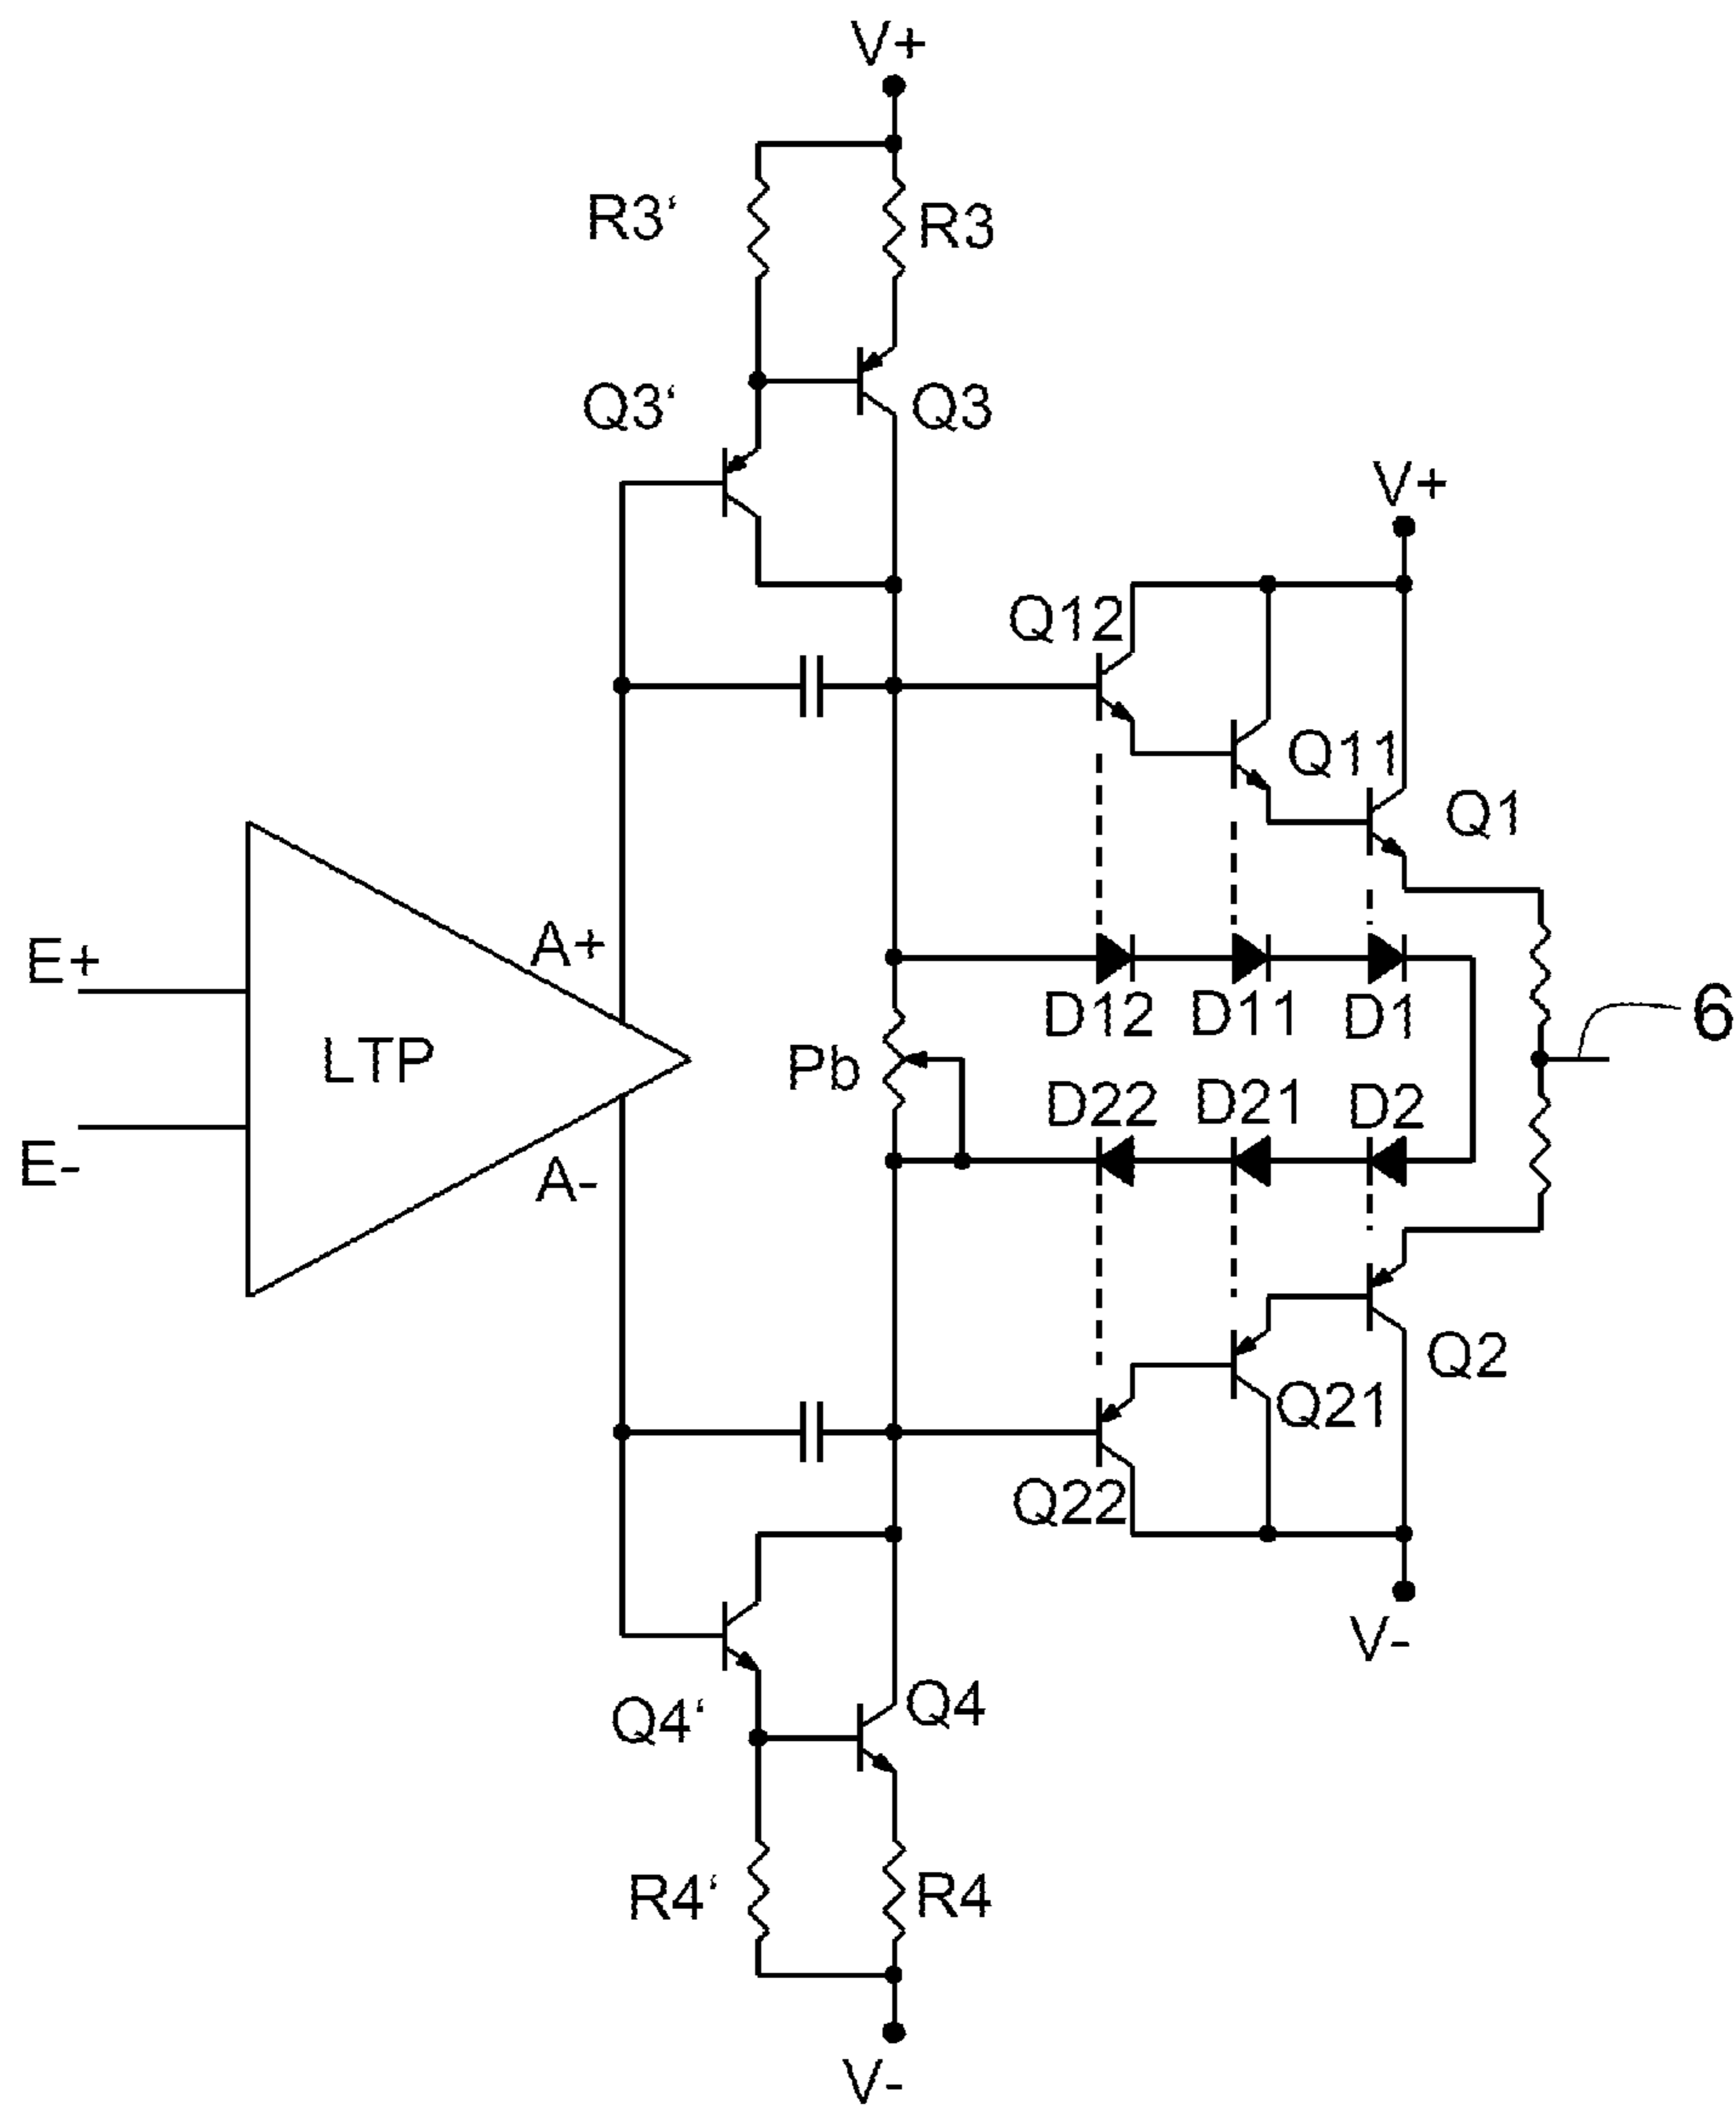 V+
R3‘
R3
Q3‘
Q3
V+
Q12
Q11
Q1
A+
E+
D12
D11
D1
6
LTP
Pb
D22
D21
D2
E-
A-
Q2
Q21
Q22
V-
Q4‘
Q4
R4‘
R4
V-